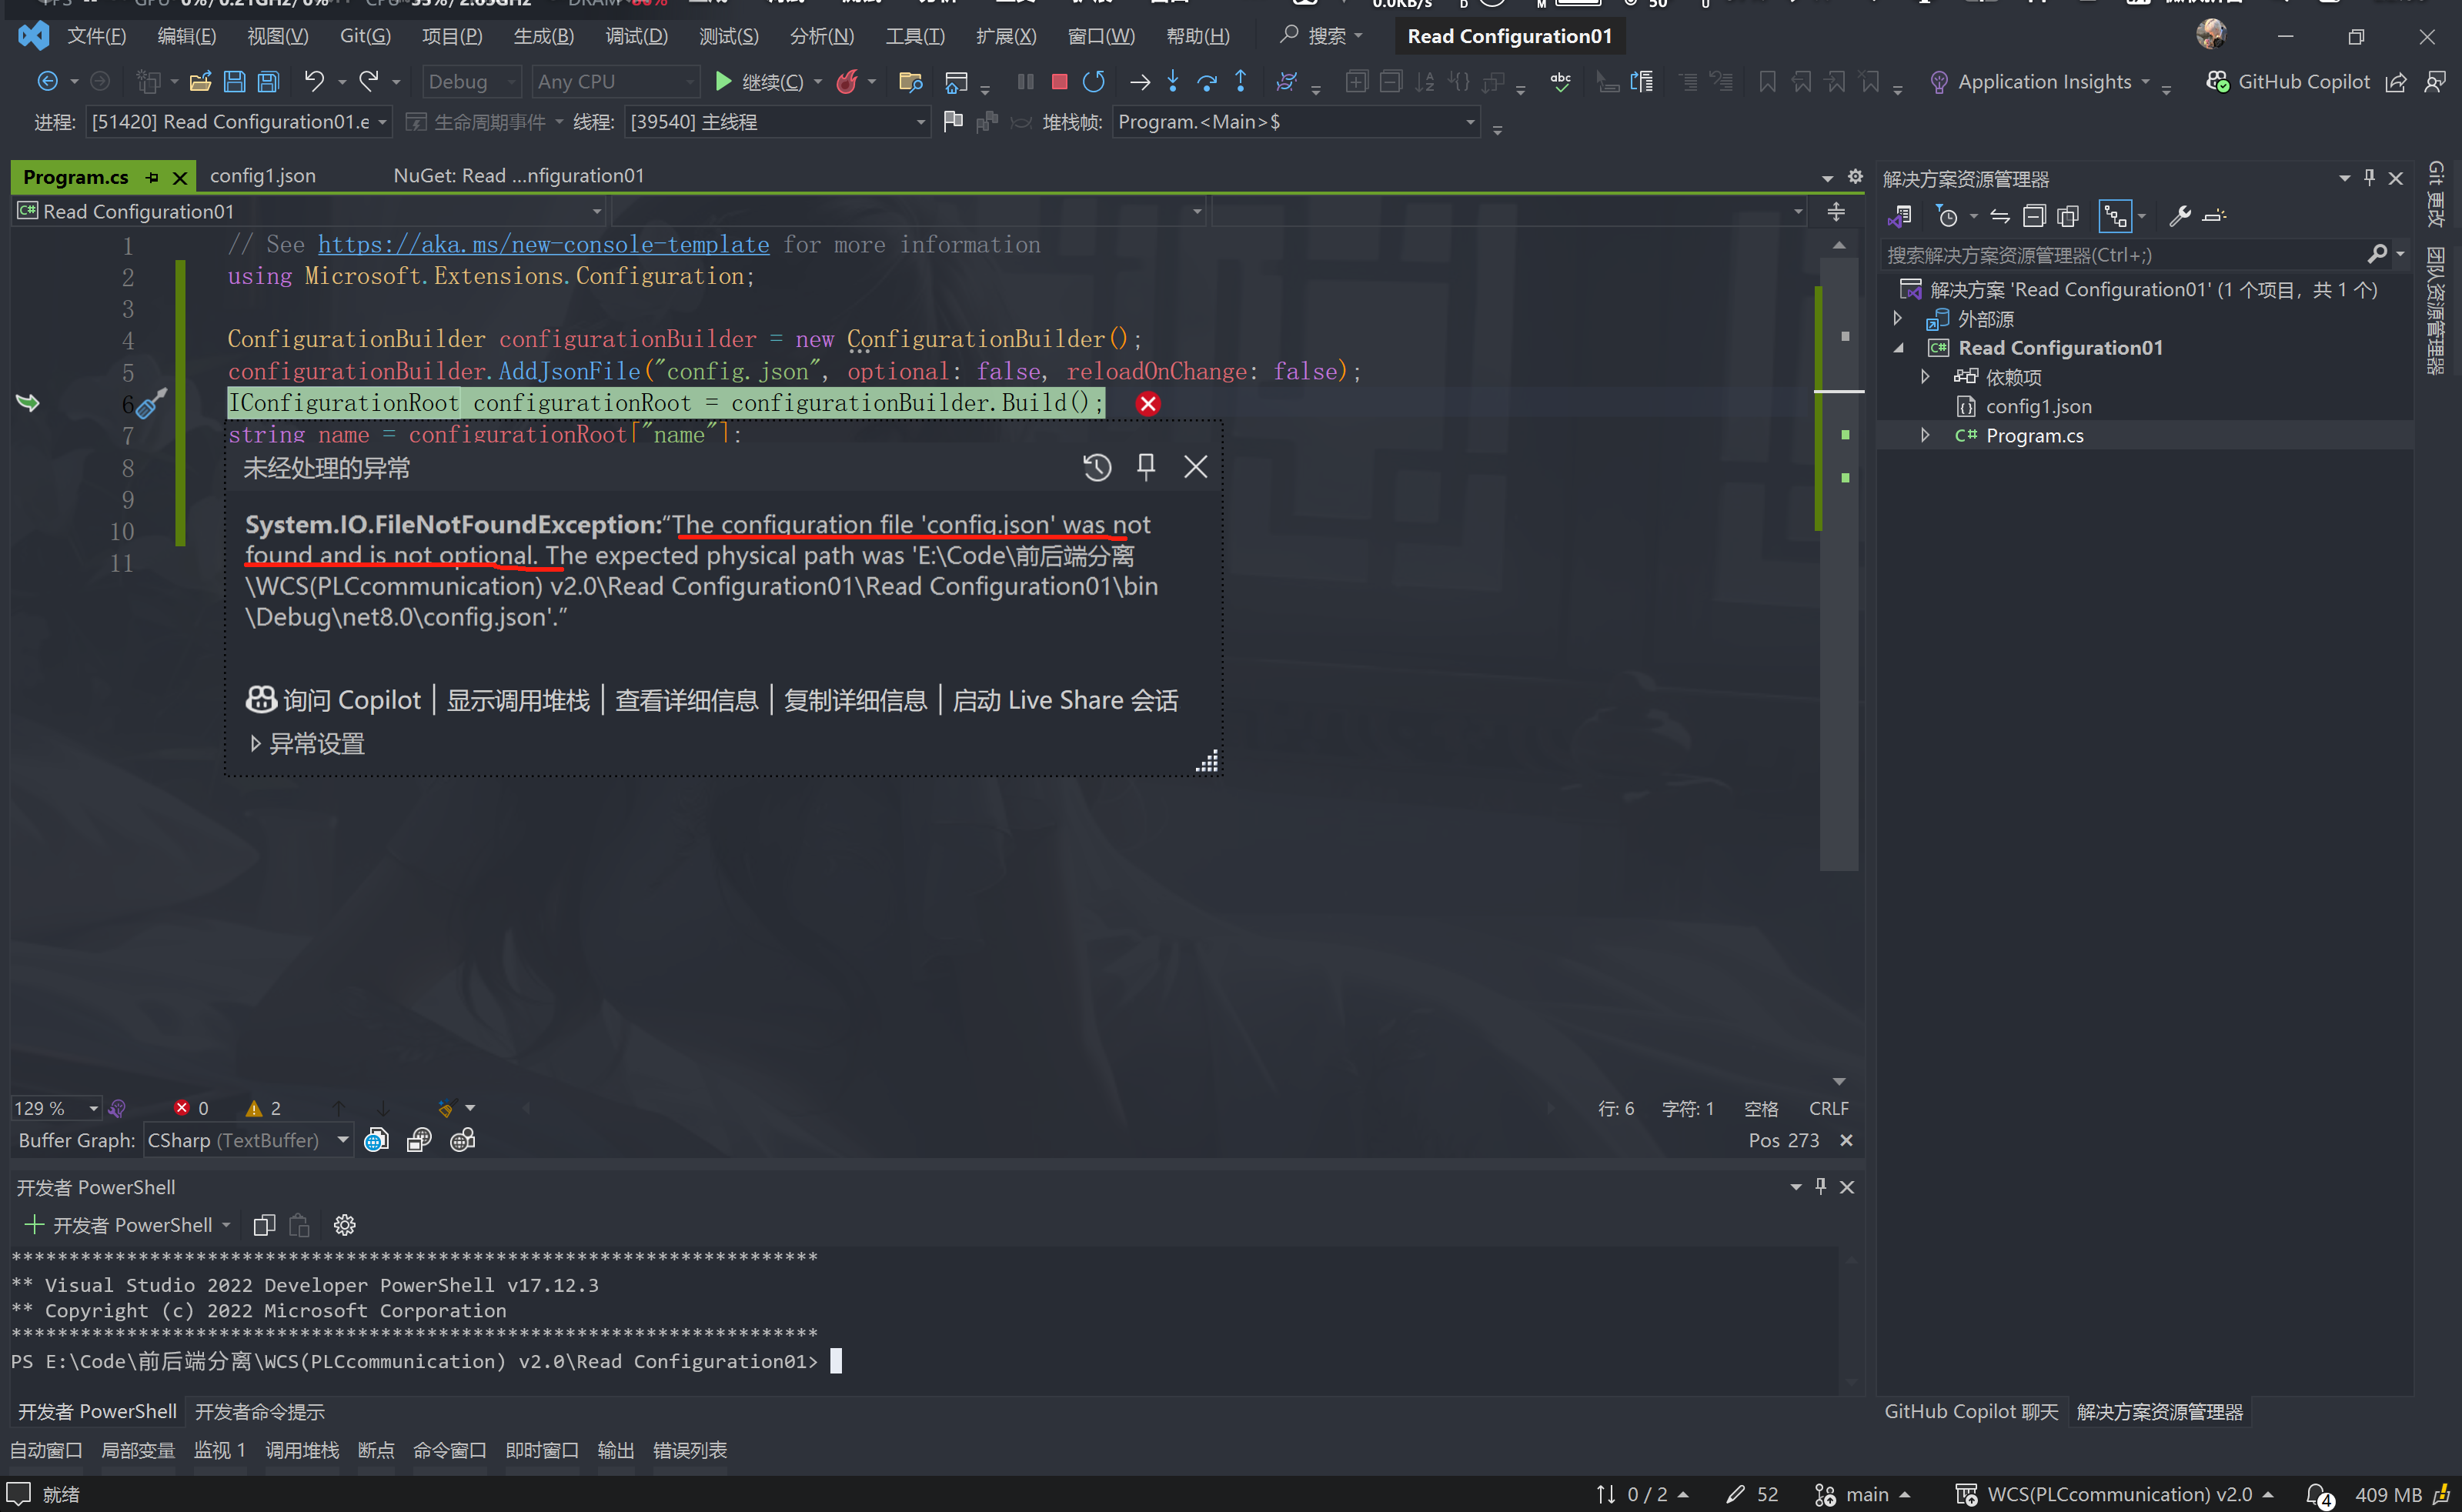 文件(F) 编辑(E) 视图(V) Git(G) 项目(P) 生成(B) 调试(D) 测试(S) 分析(N) 工具(T) 扩展(X) 窗口(W) 帮助(H) 搜索 Read Configuration01
Debug Any CPU 继续(C) Application Insights GitHub Copilot
进程: [51420] Read Configuration01.e 生命周期事件 线程: [39540] 主线程 堆栈帧: Program.<Main>$
Program.cs config1.json NuGet: Read ...nfiguration01
Read Configuration01
1 // See https://aka.ms/new-console-template for more information
2 using Microsoft.Extensions.Configuration;
3
4 ConfigurationBuilder configurationBuilder = new ConfigurationBuilder();
5 configurationBuilder.AddJsonFile("config.json", optional: false, reloadOnChange: false);
6 IConfigurationRoot configurationRoot = configurationBuilder.Build();
7 string name = configurationRoot["name"];
8
9
10
11
未经处理的异常
System.IO.FileNotFoundException:“The configuration file 'config.json' was not
found and is not optional. The expected physical path was 'E:\Code\前后端分离
\WCS(PLCcommunication) v2.0\Read Configuration01\Read Configuration01\bin
\Debug\net8.0\config.json'.”
询问 Copilot | 显示调用堆栈 | 查看详细信息 | 复制详细信息 | 启动 Live Share 会话
异常设置
129 % 0 2 行: 6 字符: 1 空格 CRLF
Buffer Graph: CSharp (TextBuffer) Pos 273
开发者 PowerShell
开发者 PowerShell
**********************************************************************
** Visual Studio 2022 Developer PowerShell v17.12.3
** Copyright (c) 2022 Microsoft Corporation
**********************************************************************
PS E:\Code\前后端分离\WCS(PLCcommunication) v2.0\Read Configuration01>
开发者 PowerShell 开发者命令提示
自动窗口 局部变量 监视 1 调用堆栈 断点 命令窗口 即时窗口 输出 错误列表
解决方案资源管理器
搜索解决方案资源管理器(Ctrl+;)
解决方案 'Read Configuration01' (1 个项目，共 1 个)
外部源
Read Configuration01
依赖项
config1.json
C# Program.cs
GitHub Copilot 聊天 解决方案资源管理器
Git 更改
团队资源管理器
就绪 0 / 2 52 main WCS(PLCcommunication) v2.0 4 409 MB